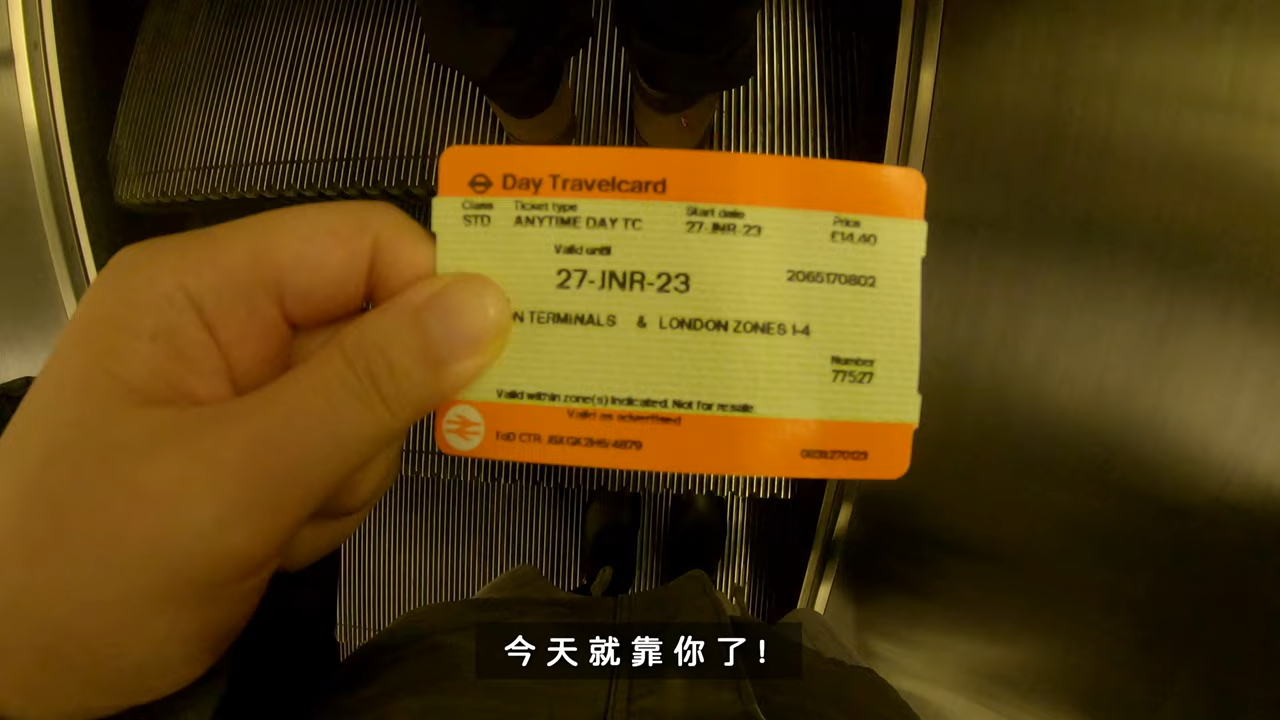 Day Travelcard
Class Ticket type Start date Price
STD ANYTIME DAY TC 27-JNR-23 £14.40
Valid until
27-JNR-23 2065170802
N TERMINALS & LONDON ZONES 1-4
Number
77527
Valid within zone(s) indicated. Not for resale
Valid as advertised
ToD CTR:
今天就靠你了!